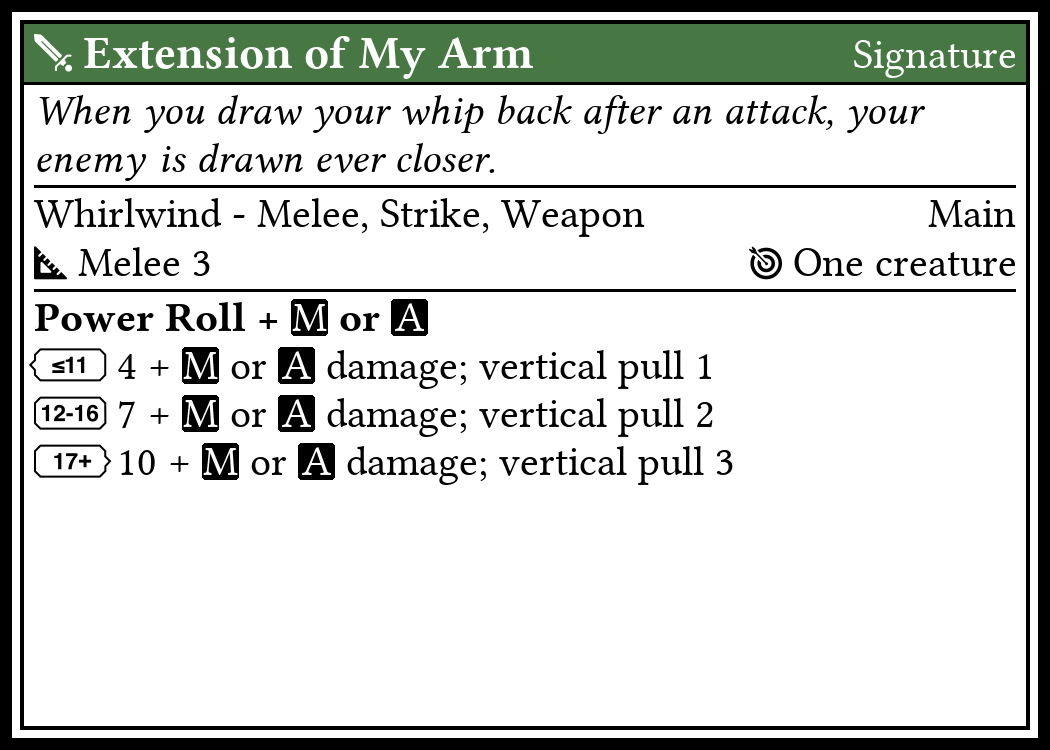 Extension of My Arm Signature
When you draw your whip back after an attack, your
enemy is drawn ever closer.
Whirlwind - Melee, Strike, Weapon Main
Melee 3 One creature
Power Roll + M or A
≤11 4 + M or A damage; vertical pull 1
12-16 7 + M or A damage; vertical pull 2
17+ 10 + M or A damage; vertical pull 3